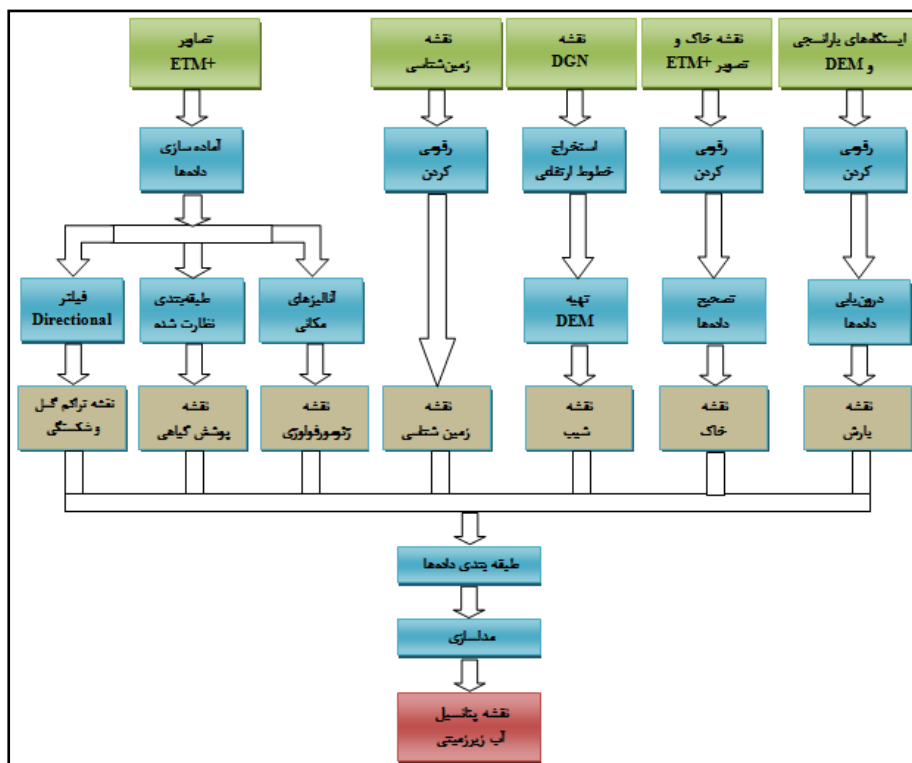 ایستگاه‌های بارانسجی
و DEM
نقشه خاک و
تصویر ETM+
نقشه
DGN
نقشه
زمین‌شناسی
تصاویر
ETM+
رقومی
کردن
رقومی
کردن
استخراج
خطوط ارتفاعی
رقومی
کردن
آماده سازی
داده‌ها
درون‌یابی
داده‌ها
تصحیح
داده‌ها
تهیه
DEM
آنالیزهای
مکانی
طبقه‌بندی
نظارت شده
فیلتر
Directional
نقشه
بارش
نقشه
خاک
نقشه
شیب
نقشه
زمین شناسی
نقشه
ژئومورفولوژی
نقشه
پوشش گیاهی
نقشه تراکم گسل
و شکستگی
طبقه بندی داده‌ها
مدلسازی
نقشه پتانسیل
آب زیرزمینی